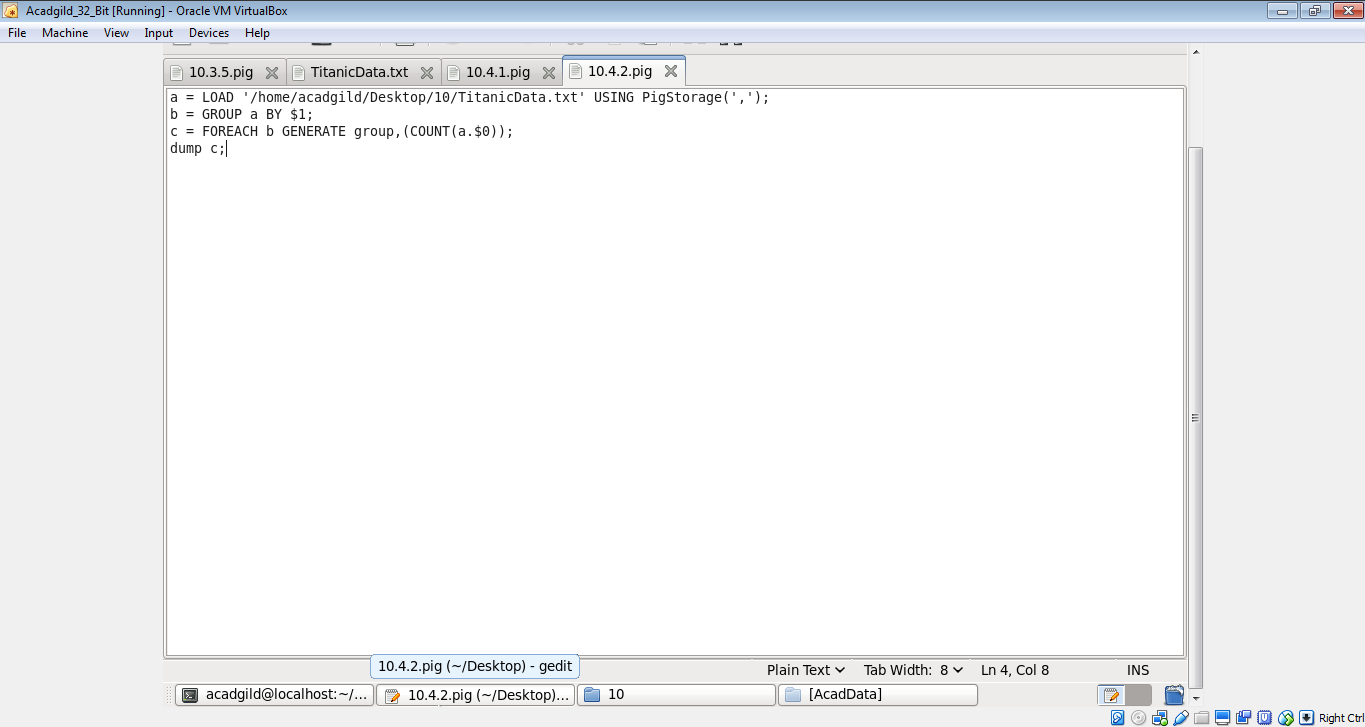 Acadgild_32_Bit [Running] - Oracle VM VirtualBox
File Machine View Input Devices Help
10.3.5.pig TitanicData.txt 10.4.1.pig 10.4.2.pig
a = LOAD '/home/acadgild/Desktop/10/TitanicData.txt' USING PigStorage(',');
b = GROUP a BY $1;
c = FOREACH b GENERATE group,(COUNT(a.$0));
dump c;
10.4.2.pig (~/Desktop) - gedit
Plain Text Tab Width: 8 Ln 4, Col 8 INS
acadgild@localhost:~/... 10.4.2.pig (~/Desktop)... 10 [AcadData]
Right Ctrl